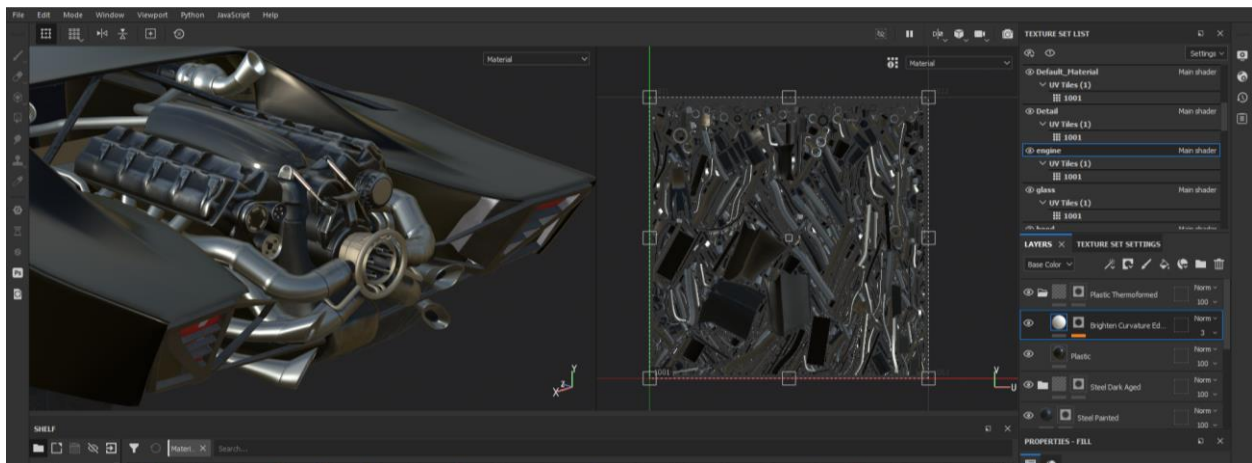 File Edit Mode Window Viewport Python JavaScript Help
Material
Material
1001
Y
Z
X
V
U
TEXTURE SET LIST
Settings
Default_Material Main shader
UV Tiles (1)
1001
Detail Main shader
UV Tiles (1)
1001
engine Main shader
UV Tiles (1)
1001
glass Main shader
UV Tiles (1)
1001
LAYERS TEXTURE SET SETTINGS
Base Color
Plastic Thermoformed Norm
100
Brighten Curvature Ed... Norm
3
Plastic Norm
100
Steel Dark Aged Norm
100
Steel Painted Norm
100
PROPERTIES - FILL
SHELF
Materi... Search...
Ps